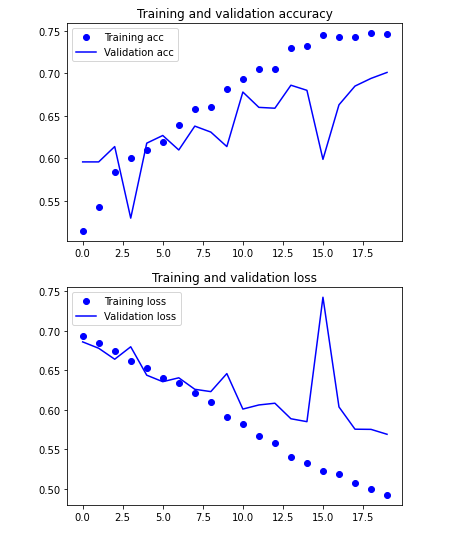 Training and validation accuracy
0.75
0.70
0.65
0.60
0.55
Training acc
Validation acc
0.0 2.5 5.0 7.5 10.0 12.5 15.0 17.5
Training and validation loss
0.75
0.70
0.65
0.60
0.55
0.50
Training loss
Validation loss
0.0 2.5 5.0 7.5 10.0 12.5 15.0 17.5